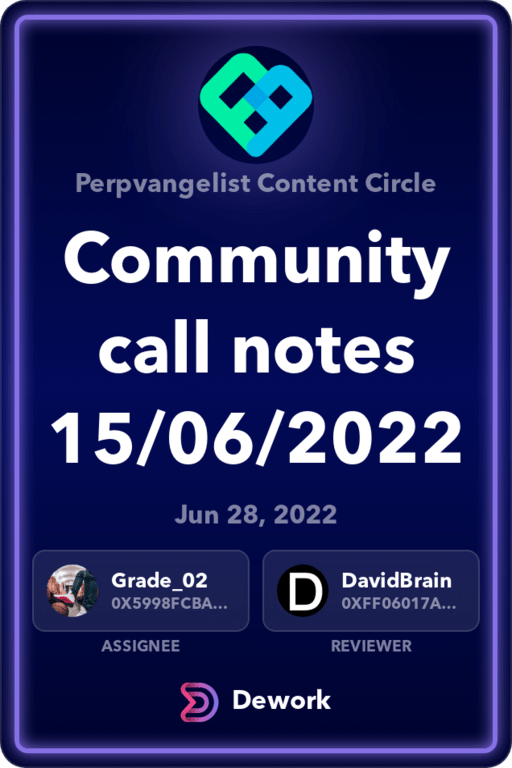 Perpvangelist Content Circle
Community
call notes
15/06/2022
Jun 28, 2022
Grade_02
0X5998FCBA...
ASSIGNEE
D
DavidBrain
0XFF06017A...
REVIEWER
Dework